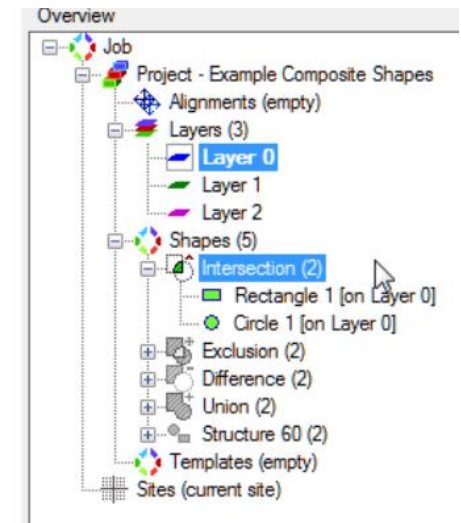 Overview
Job
Project - Example Composite Shapes
Alignments (empty)
Layers (3)
Layer 0
Layer 1
Layer 2
Shapes (5)
Intersection (2)
Rectangle 1 [on Layer 0]
Circle 1 [on Layer 0]
Exclusion (2)
Difference (2)
Union (2)
Structure 60 (2)
Templates (empty)
Sites (current site)